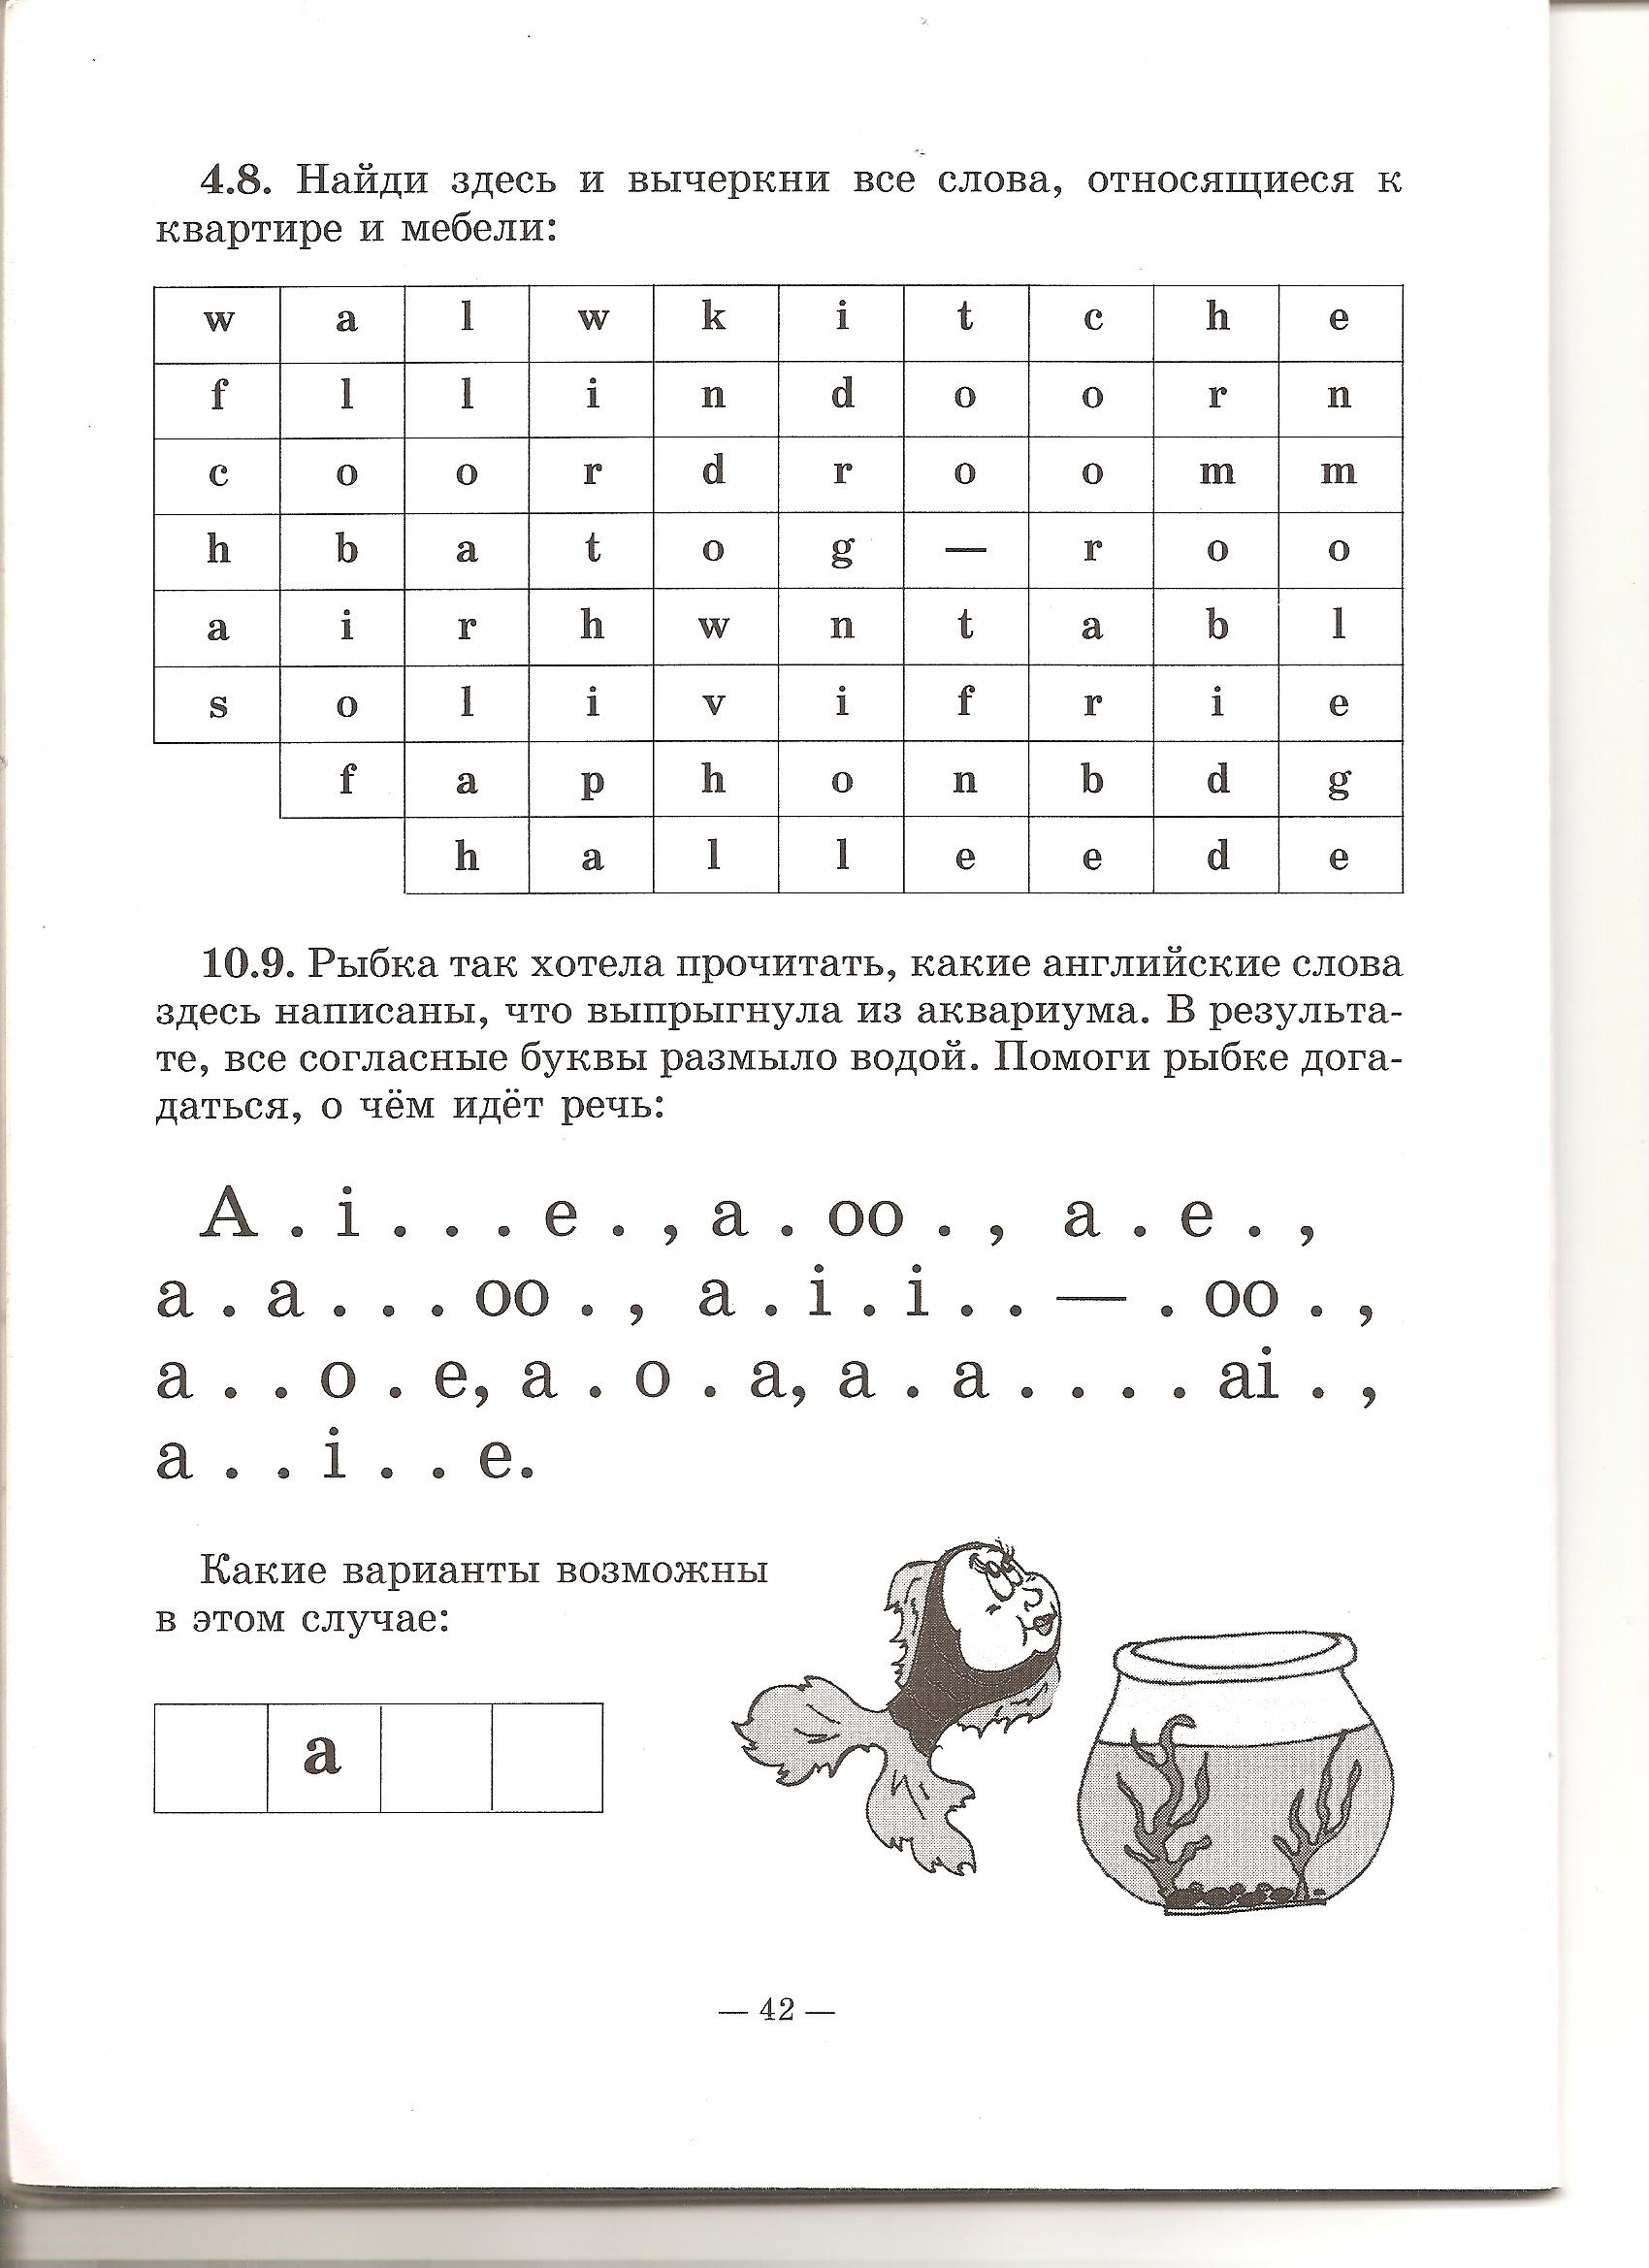 4.8. Найди здесь и вычеркни все слова, относящиеся к
квартире и мебели:
w a l w k i t c h e
f l l i n d o o r n
c o o r d r o o m m
h b a t o g — r o o
a i r h w n t a b l
s o l i v i f r i e
f a p h o n b d g
h a l l e e d e
10.9. Рыбка так хотела прочитать, какие английские слова
здесь написаны, что выпрыгнула из аквариума. В результа-
те, все согласные буквы размыло водой. Помоги рыбке дога-
даться, о чём идёт речь:
A . i . . . e . , a . oo . , a . e . ,
a . a . . . oo . , a . i . i . . — . oo . ,
a . . o . e, a . o . a, a . a . . . . ai . ,
a . . i . . e.
Какие варианты возможны
в этом случае:
a
— 42 —